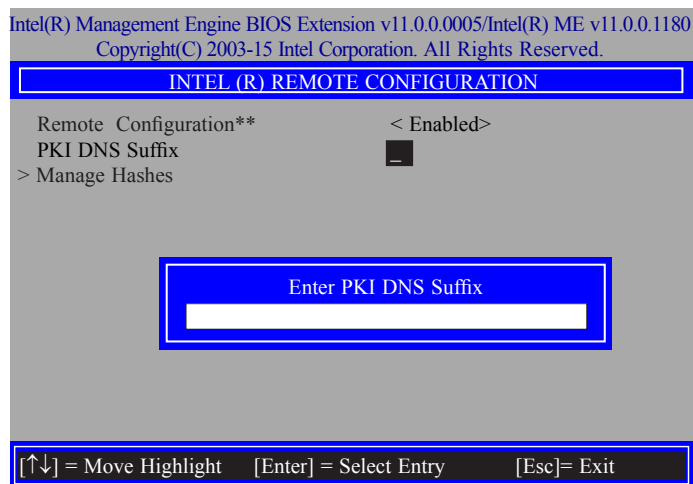 Intel(R) Management Engine BIOS Extension v11.0.0.0005/Intel(R) ME v11.0.0.1180
Copyright(C) 2003-15 Intel Corporation. All Rights Reserved.
INTEL (R) REMOTE CONFIGURATION
Remote Configuration** < Enabled>
PKI DNS Suffix _
> Manage Hashes
Enter PKI DNS Suffix
[↑↓] = Move Highlight [Enter] = Select Entry [Esc]= Exit